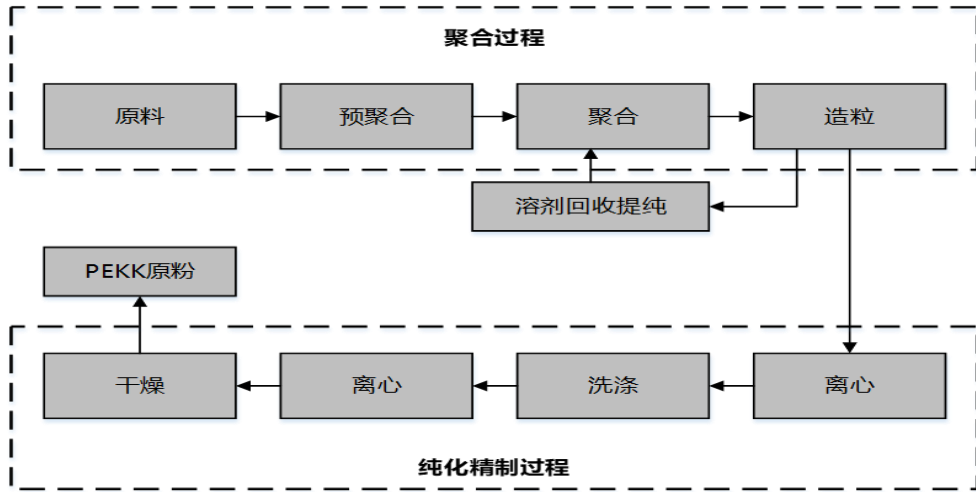 聚合过程
原料
预聚合
聚合
造粒
溶剂回收提纯
PEKK原粉
干燥
离心
洗涤
离心
纯化精制过程